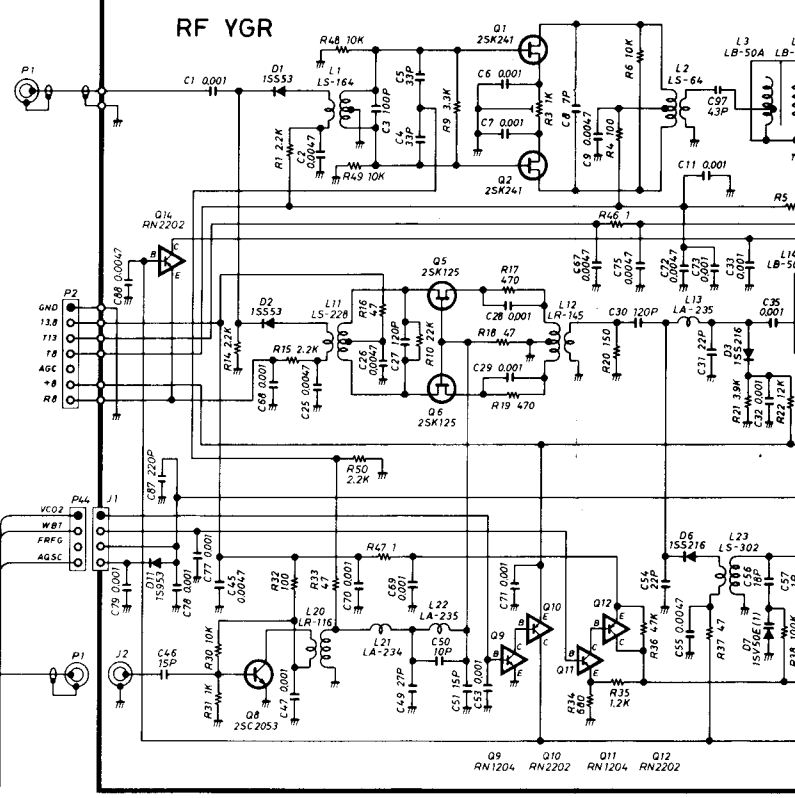 RF YGR
P1
C1 0.001
D1
1SS53
L1
LS-164
R48 10K
C5
33P
C3 100P
C4
33P
R9 3.3K
R49 10K
R1 2.2K
C2
0.0047
Q1
2SK241
C6 0.001
C7 0.001
R3 1K
Q2
2SK241
C8 7P
C9 0.0047
R4 100
R6 10K
L2
LS-64
C97
43P
L3
LB-50A
LB-
C11 0.001
R5
R46 1
Q14
RN2202
B
C
E
C88 0.0047
C67
0.0047
C75
0.0047
C72
0.0047
C73
0.001
C33
0.001
L14
LB-50
P2
GND
13.8
T13
T8
AGC
+8
R8
D2
1SS53
L11
LS-228
R14 2.2K
R15 2.2K
C68 0.001
C25 0.0047
R16
47
C26
0.0047
C27 120P
R10 22K
Q5
2SK125
R17
470
C28 0.001
R18 47
C29 0.001
R19 470
Q6
2SK125
L12
LR-145
C30 120P
R20 150
L13
LA-235
C31 22P
D3
1SS216
C35
0.001
R21 3.9K
C32 0.001
R22 12K
R50
2.2K
C87 220P
P44
J1
VCO2
WBT
FRFG
AQSC
C79 0.001
D11
1S953
C78 0.001
C77 0.001
C45
0.0047
R32
100
R33
47
R47 1
C70 0.001
C69
0.001
C71 0.001
L20
LR-116
L21
LA-234
L22
LA-235
C50
10P
C49 27P
C51 15P
C53 0.001
P1
J2
C46
15P
R30 10K
R31 1K
Q8
2SC2053
C47 0.001
Q9
B
C
E
Q10
B
E
C
Q11
B
C
E
Q12
B
E
C
R34
680
R35
1.2K
R36 47K
C54
22P
D6
1SS216
L23
LS-302
C55 0.0047
R37 47
C56
18P
D7
1SV50E(1)
C57
R38 100K
Q9
RN1204
Q10
RN2202
Q11
RN1204
Q12
RN2202